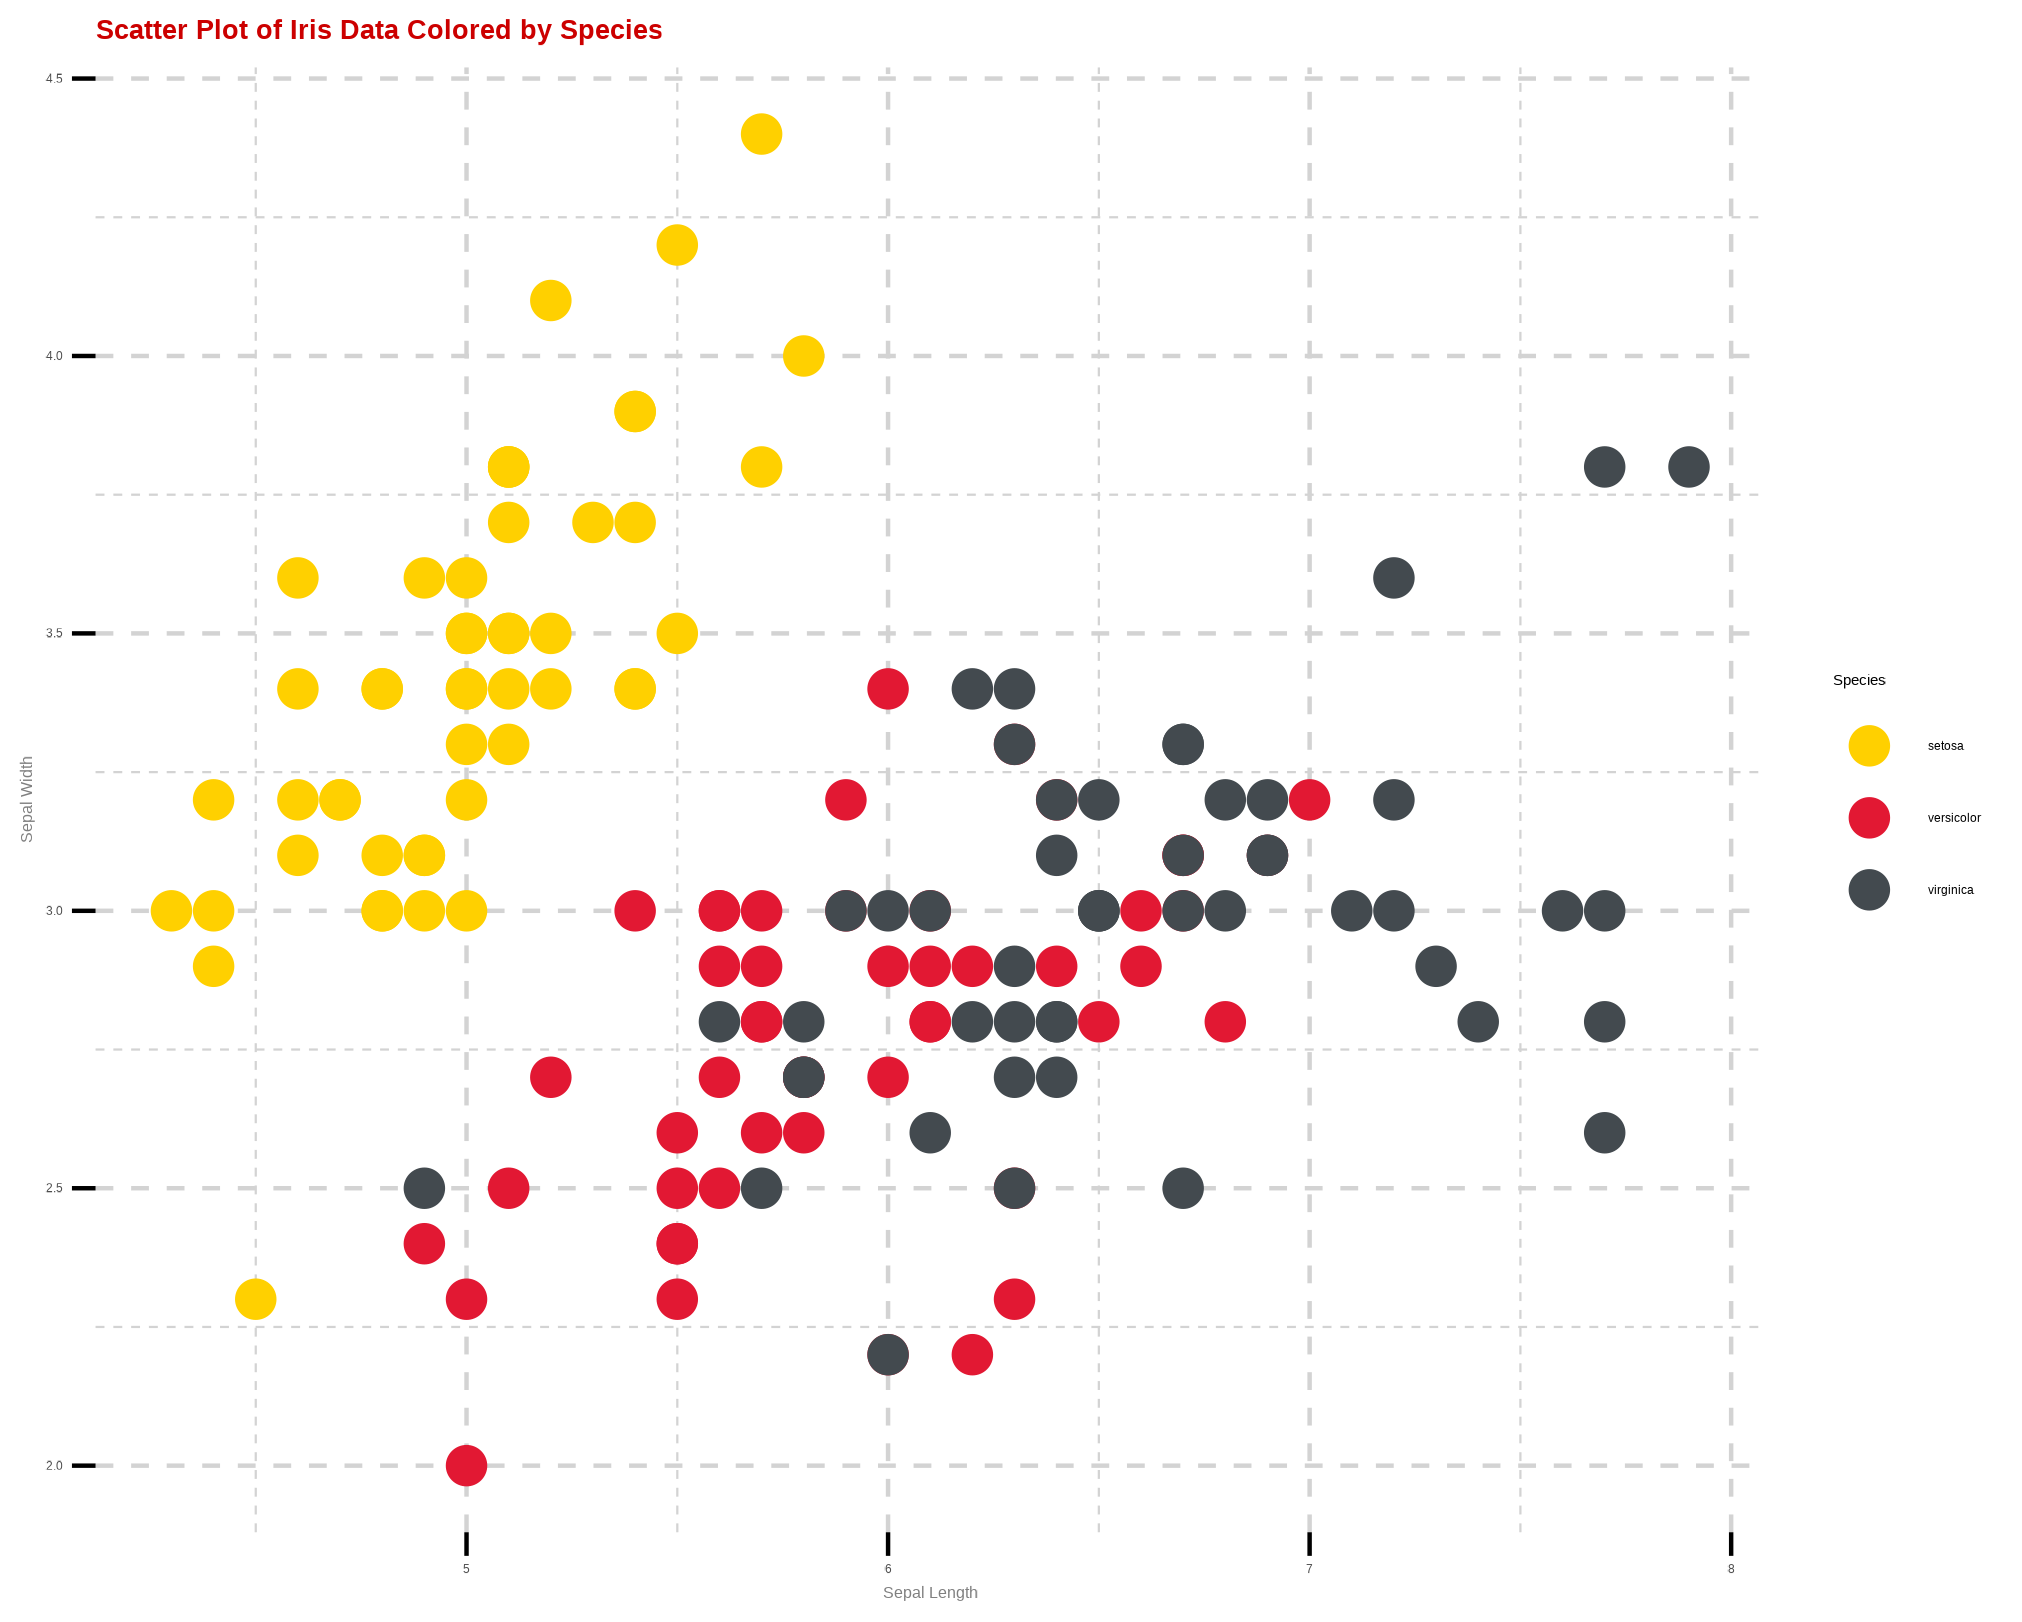 Scatter Plot of Iris Data Colored by Species
4.5
4.0
3.5
3.0
2.5
2.0
Sepal Width
5
6
7
8
Sepal Length
Species
setosa
versicolor
virginica